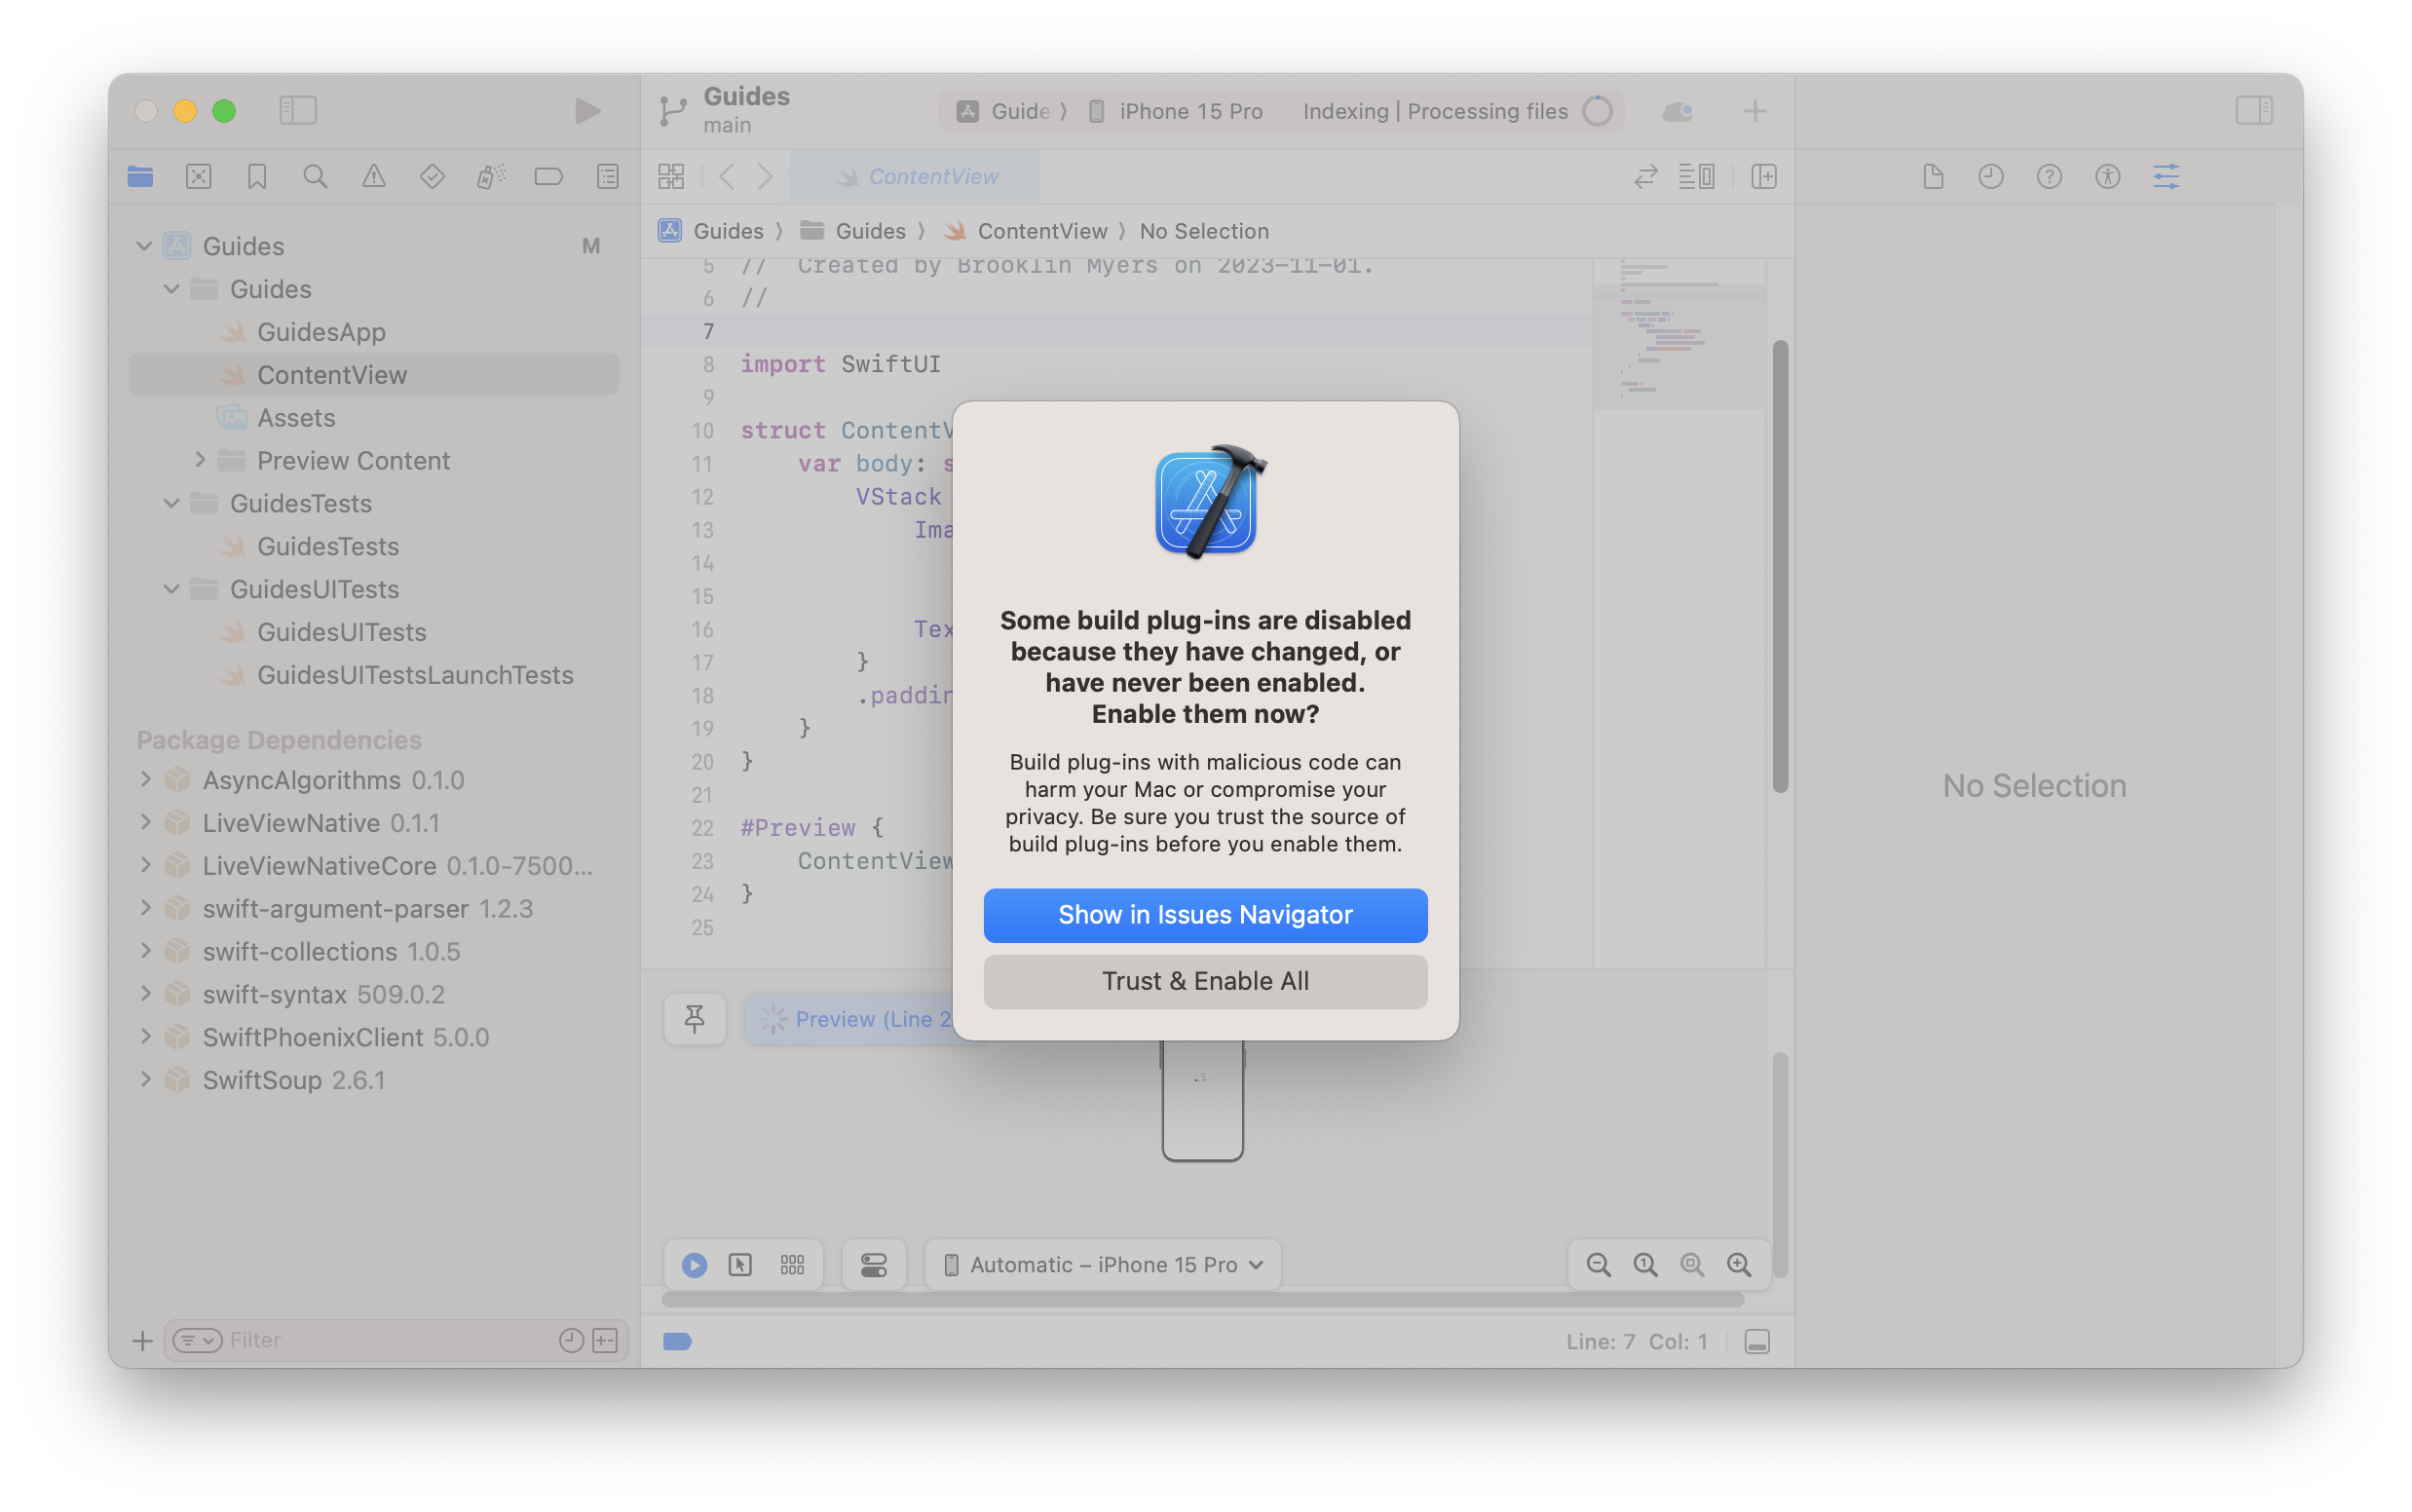 Guides
main
Guide
iPhone 15 Pro
Indexing | Processing files
ContentView
Guides
Guides
ContentView
No Selection
Guides
M
Guides
GuidesApp
ContentView
Assets
Preview Content
GuidesTests
GuidesTests
GuidesUITests
GuidesUITests
GuidesUITestsLaunchTests
Package Dependencies
AsyncAlgorithms 0.1.0
LiveViewNative 0.1.1
LiveViewNativeCore 0.1.0-7500...
swift-argument-parser 1.2.3
swift-collections 1.0.5
swift-syntax 509.0.2
SwiftPhoenixClient 5.0.0
SwiftSoup 2.6.1
Filter
5 // Created by Brooklin Myers on 2023-11-01.
6 //
7
8 import SwiftUI
9
10 struct ContentV
11 var body: s
12 VStack
13 Ima
14
15
16 Tex
17 }
18 .paddin
19 }
20 }
21
22 #Preview {
23 ContentView
24 }
25
Some build plug-ins are disabled
because they have changed, or
have never been enabled.
Enable them now?
Build plug-ins with malicious code can
harm your Mac or compromise your
privacy. Be sure you trust the source of
build plug-ins before you enable them.
Show in Issues Navigator
Trust & Enable All
Preview (Line 2
Automatic – iPhone 15 Pro
Line: 7 Col: 1
No Selection